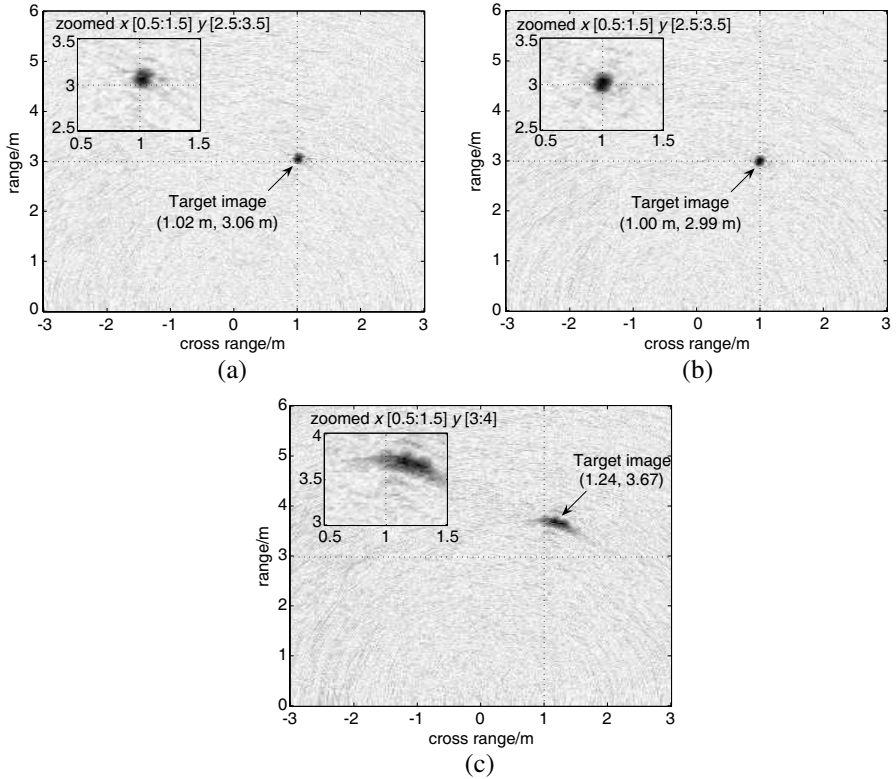 zoomed x [0.5:1.5] y [2.5:3.5]
6
5
4
3
2
1
0
range/m
3.5
3
2.5
0.5 1 1.5
Target image
(1.02 m, 3.06 m)
-3 -2 -1 0 1 2 3
cross range/m
(a)
zoomed x [0.5:1.5] y [2.5:3.5]
6
5
4
3
2
1
0
range/m
3.5
3
2.5
0.5 1 1.5
Target image
(1.00 m, 2.99 m)
-3 -2 -1 0 1 2 3
cross range/m
(b)
zoomed x [0.5:1.5] y [3:4]
6
5
4
3
2
1
0
range/m
4
3.5
3
0.5 1 1.5
Target image
(1.24, 3.67)
-3 -2 -1 0 1 2 3
cross range/m
(c)